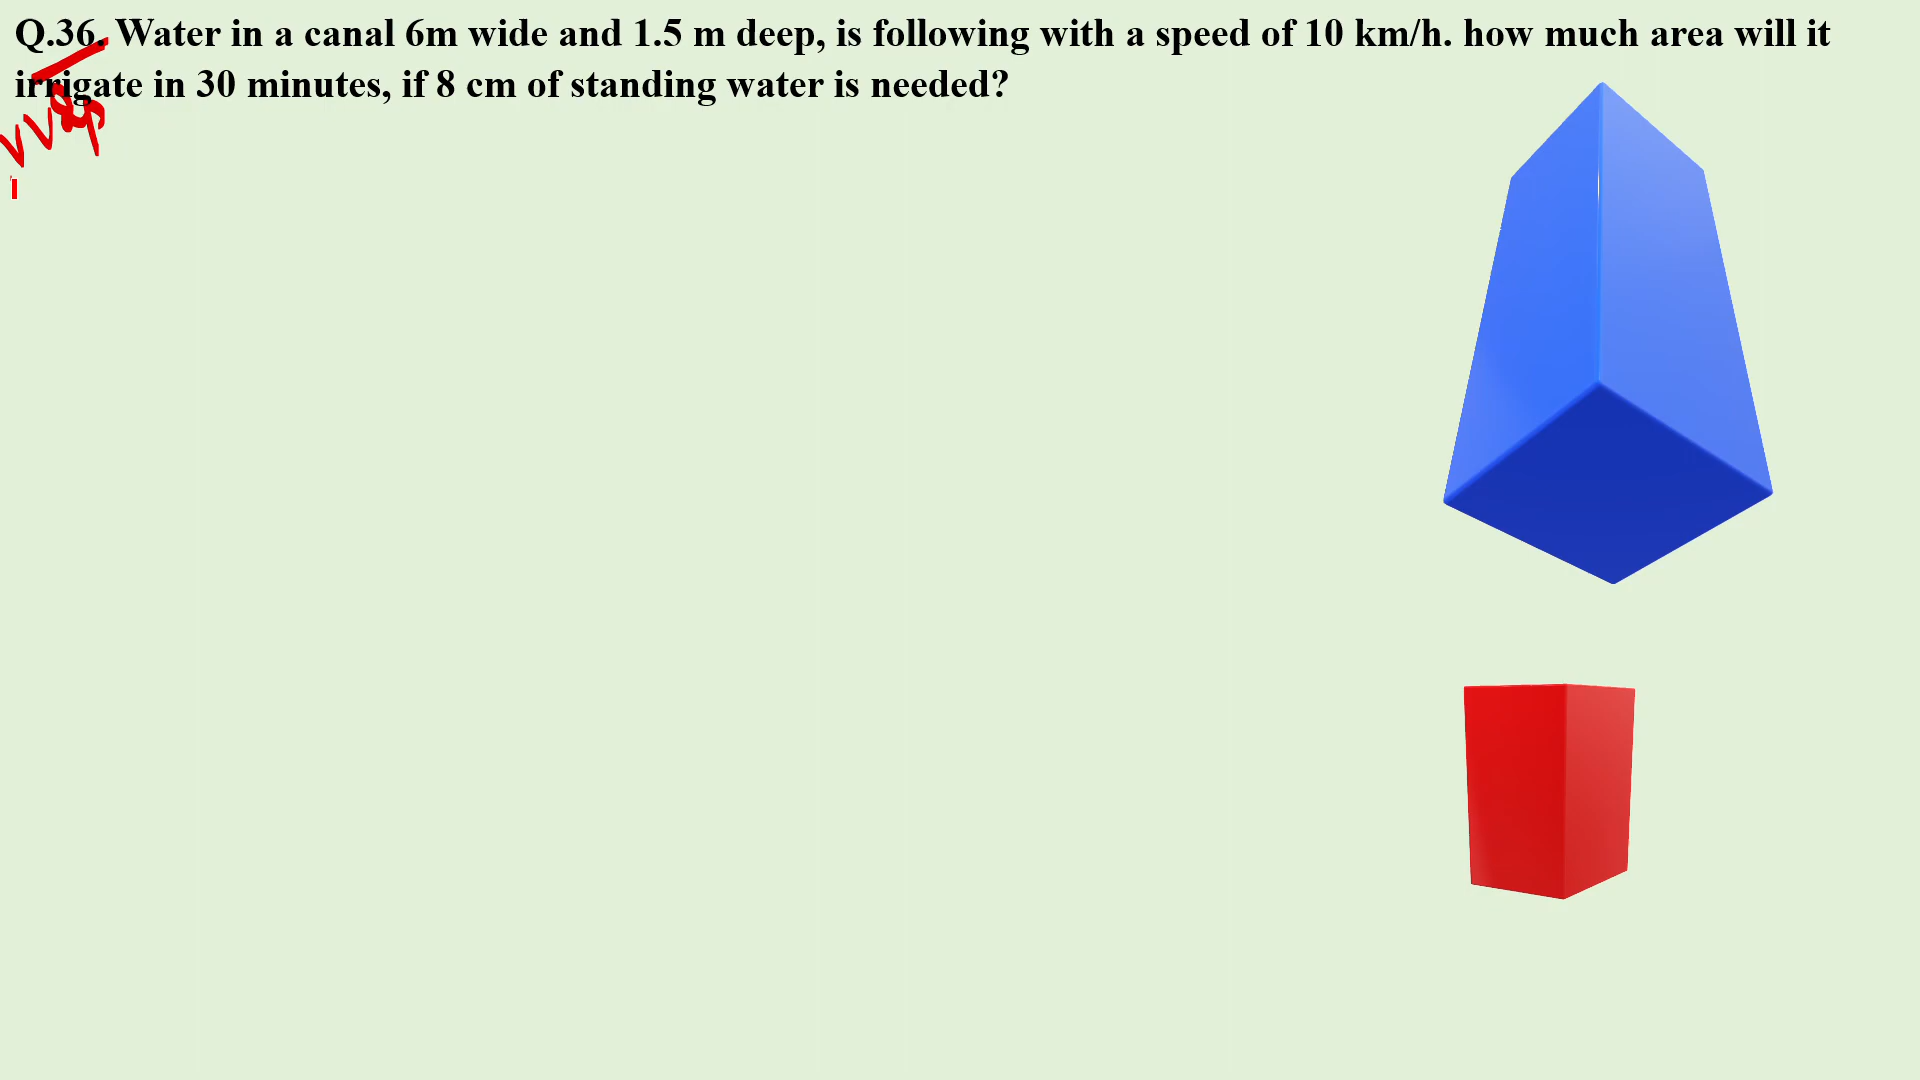 Q.36. Water in a canal 6m wide and 1.5 m deep, is following with a speed of 10 km/h. how much area will it
irrigate in 30 minutes, if 8 cm of standing water is needed?